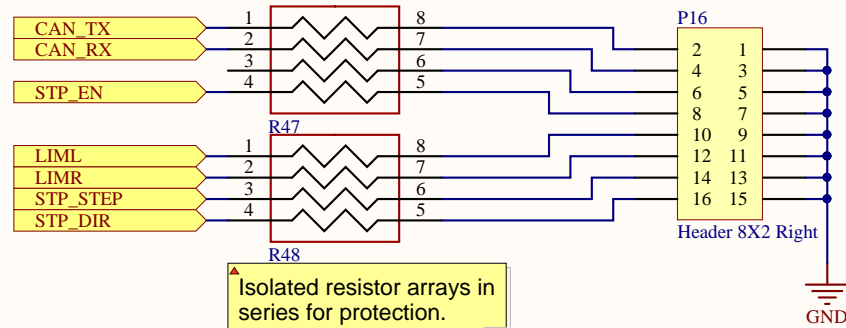 P16
CAN_TX 1 8
CAN_RX 2 7 2 1
3 6 4 3
STP_EN 4 5 6 5
8 7
R47
10 9
LIML 1 8 12 11
LIMR 2 7
STP_STEP 3 6 14 13
STP_DIR 4 5 16 15
Header 8X2 Right
R48
Isolated resistor arrays in
series for protection.
GND